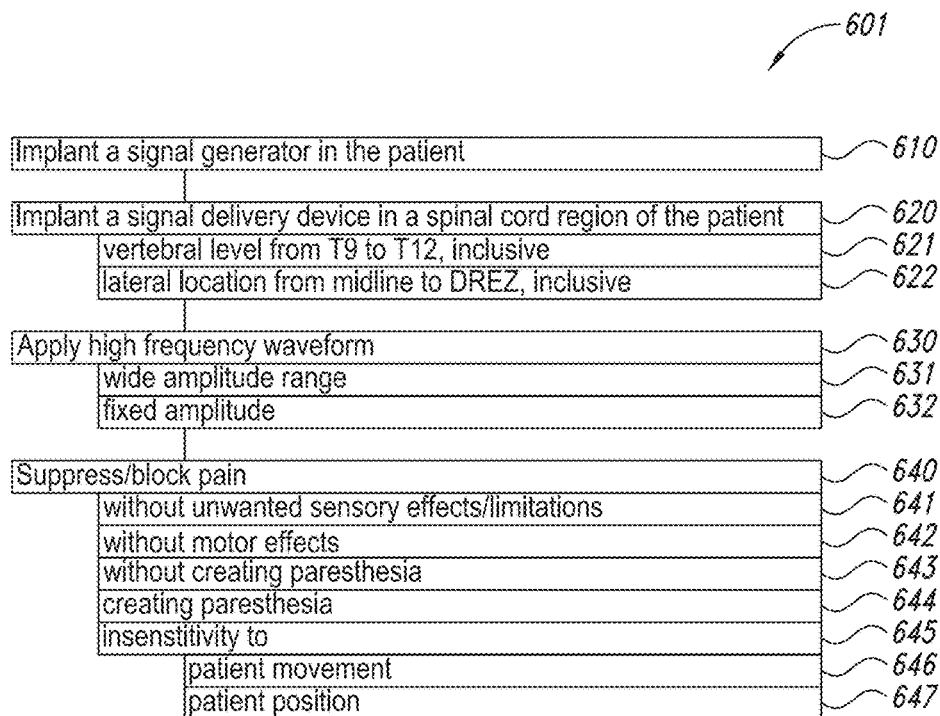 601
Implant a signal generator in the patient 610
Implant a signal delivery device in a spinal cord region of the patient 620
vertebral level from T9 to T12, inclusive 621
lateral location from midline to DREZ, inclusive 622
Apply high frequency waveform 630
wide amplitude range 631
fixed amplitude 632
Suppress/block pain 640
without unwanted sensory effects/limitations 641
without motor effects 642
without creating paresthesia 643
creating paresthesia 644
insenstitivity to 645
patient movement 646
patient position 647